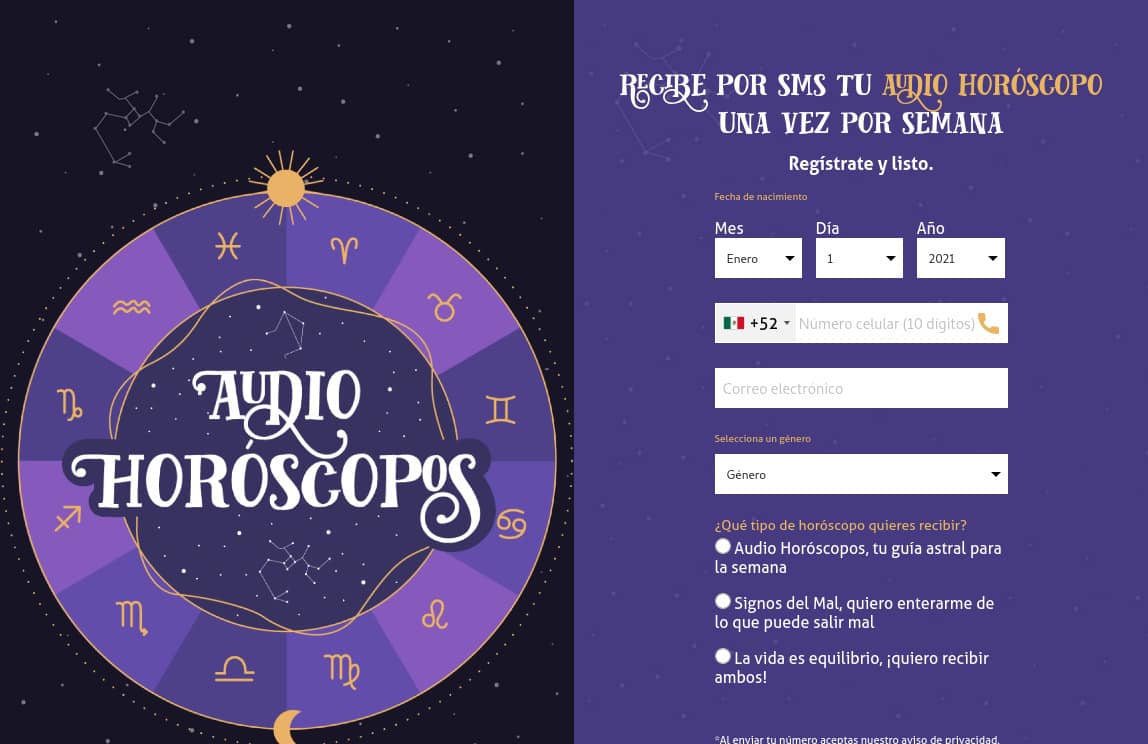 AUDIO
HORÓSCOPOS
RECIBE POR SMS TU AUDIO HORÓSCOPO
UNA VEZ POR SEMANA
Regístrate y listo.
Fecha de nacimiento
Mes Día Año
Enero 1 2021
+52 Número celular (10 dígitos)
Correo electrónico
Selecciona un género
Género
¿Qué tipo de horóscopo quieres recibir?
Audio Horóscopos, tu guía astral para
la semana
Signos del Mal, quiero enterarme de
lo que puede salir mal
La vida es equilibrio, ¡quiero recibir
ambos!
*Al enviar tu número aceptas nuestro aviso de privacidad.